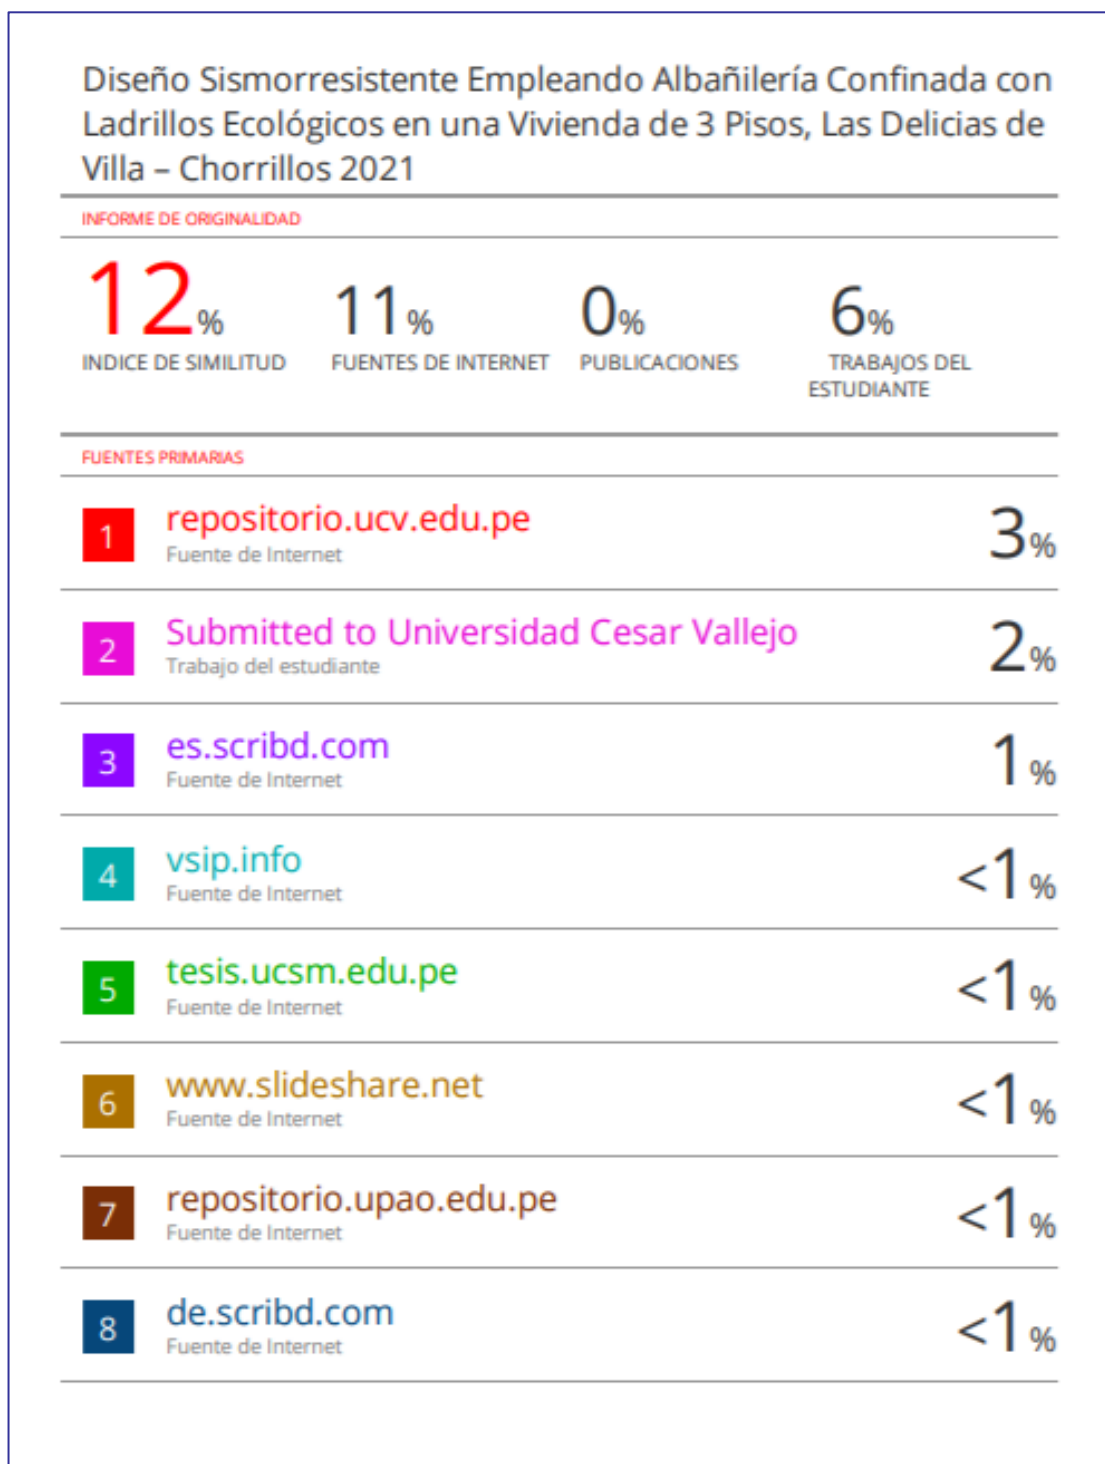 Diseño Sismorresistente Empleando Albañilería Confinada con
Ladrillos Ecológicos en una Vivienda de 3 Pisos, Las Delicias de
Villa – Chorrillos 2021
INFORME DE ORIGINALIDAD
12% 11% 0% 6%
INDICE DE SIMILITUD FUENTES DE INTERNET PUBLICACIONES TRABAJOS DEL
ESTUDIANTE
FUENTES PRIMARIAS
1 repositorio.ucv.edu.pe 3%
Fuente de Internet
2 Submitted to Universidad Cesar Vallejo 2%
Trabajo del estudiante
3 es.scribd.com 1%
Fuente de Internet
4 vsip.info <1%
Fuente de Internet
5 tesis.ucsm.edu.pe <1%
Fuente de Internet
6 www.slideshare.net <1%
Fuente de Internet
7 repositorio.upao.edu.pe <1%
Fuente de Internet
8 de.scribd.com <1%
Fuente de Internet